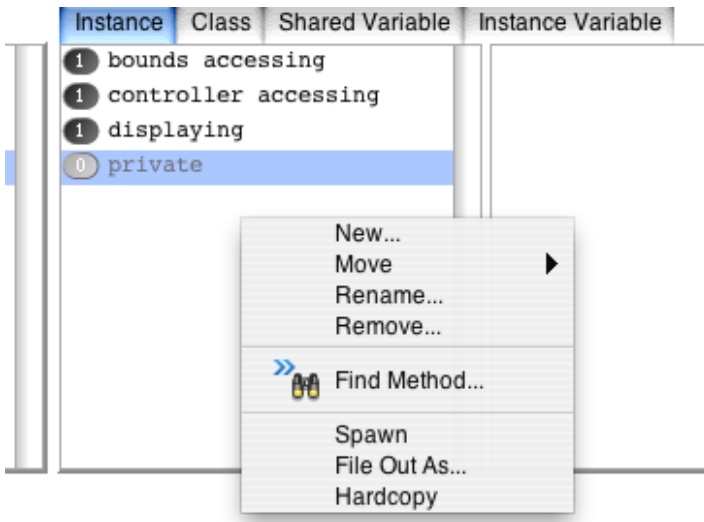 Instance Class Shared Variable Instance Variable
1 bounds accessing
1 controller accessing
1 displaying
0 private
New...
Move
Rename...
Remove...
Find Method...
Spawn
File Out As...
Hardcopy